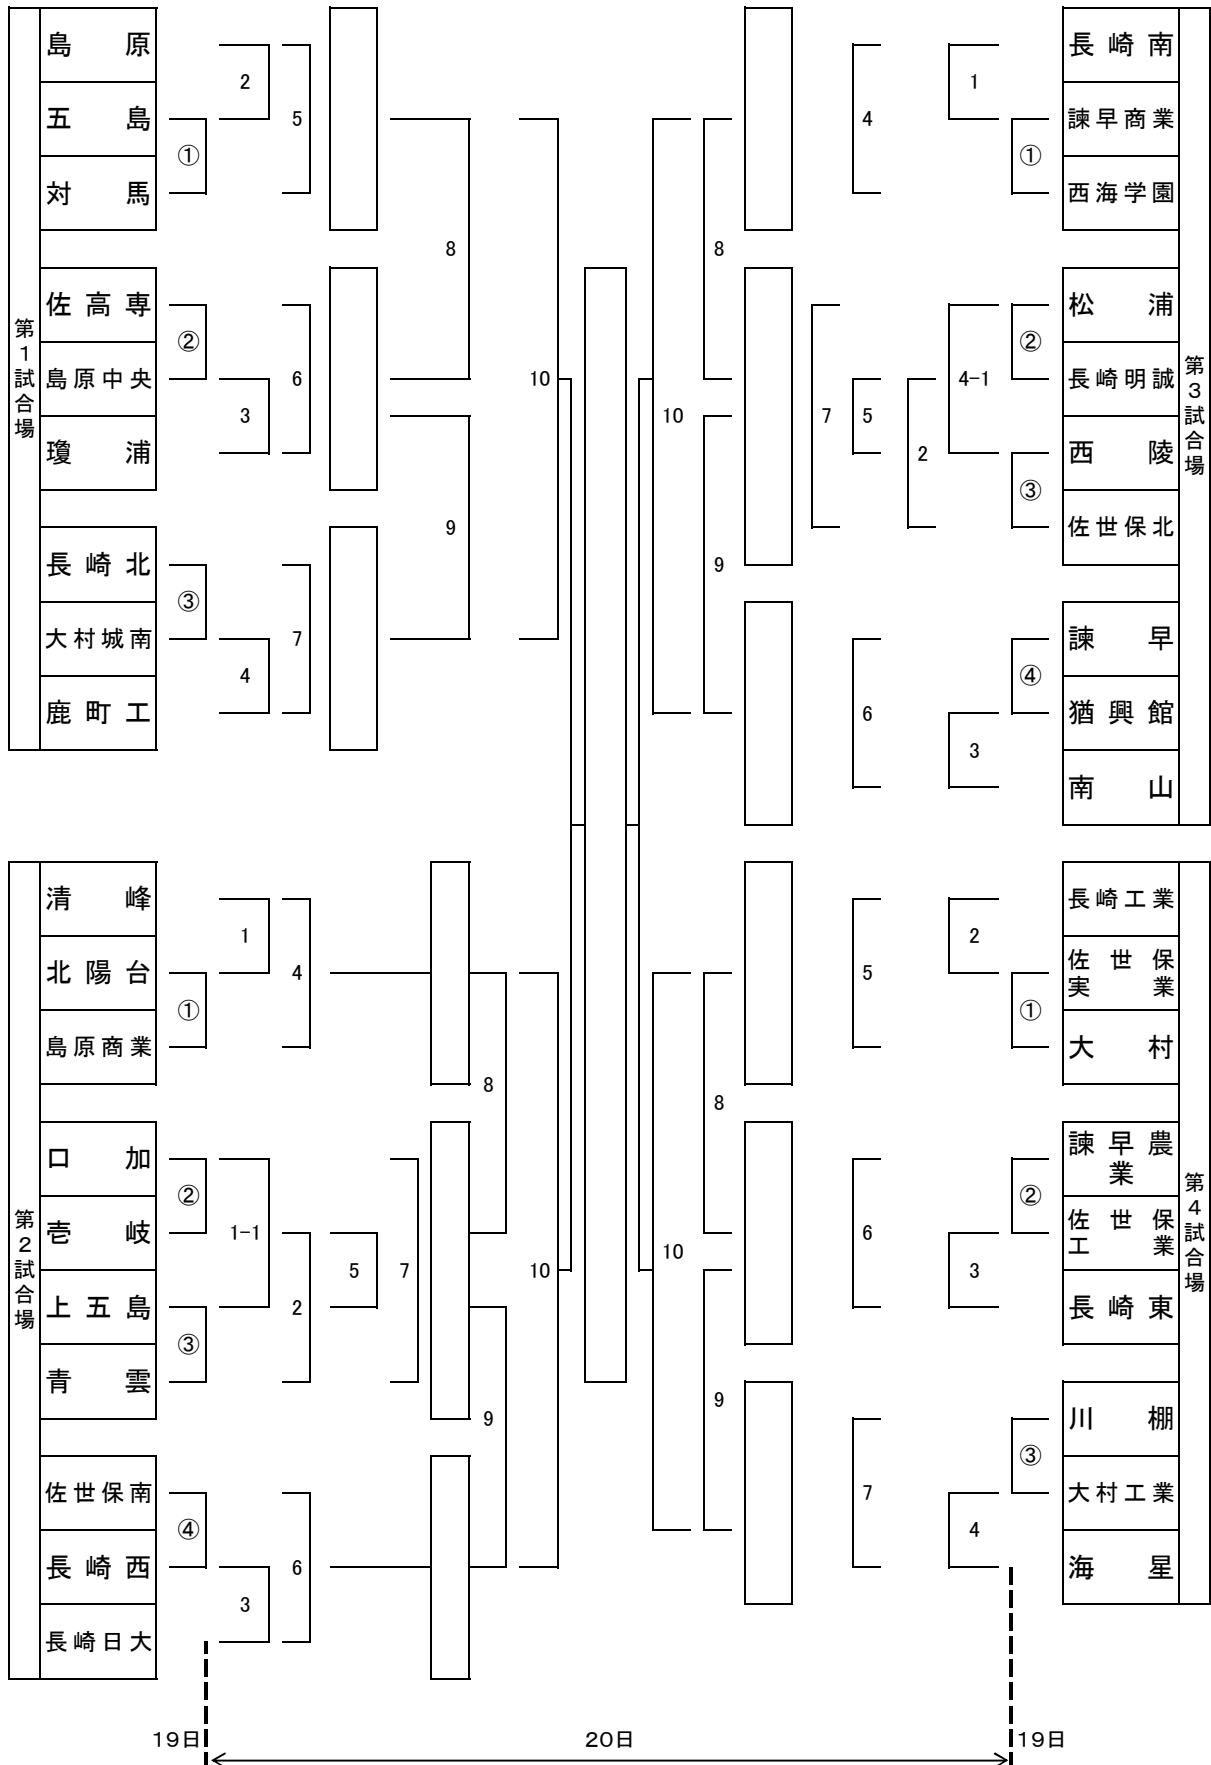 第1試合場
島原
五島
対馬
佐高専
島原中央
瓊浦
長崎北
大村城南
鹿町工
①
2
5
②
3
6
③
4
7
8
9
10
第2試合場
清峰
北陽台
島原商業
口加
壱岐
上五島
青雲
佐世保南
長崎西
長崎日大
①
1
4
②
③
1-1
2
5
7
④
3
6
8
9
10
第3試合場
長崎南
諫早商業
西海学園
松浦
長崎明誠
西陵
佐世保北
諫早
猶興館
南山
①
1
4
②
③
4-1
2
5
7
④
3
6
8
9
10
第4試合場
長崎工業
佐世保
実業
大村
諫早農
業
佐世保
工業
長崎東
川棚
大村工業
海星
①
2
5
②
3
6
③
4
7
8
9
10
19日
20日
19日